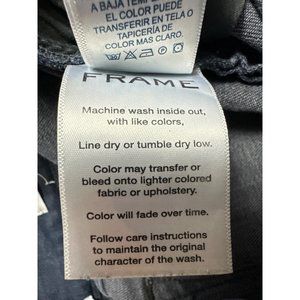 A BAJA TEMP
EL COLOR PUEDE
TRANSFERIR EN TELA O
TAPICERÍA DE
COLOR MAS CLARO.
FRAME
Machine wash inside out,
with like colors,
Line dry or tumble dry low.
Color may transfer or
bleed onto lighter colored
fabric or upholstery.
Color will fade over time.
Follow care instructions
to maintain the original
character of the wash.